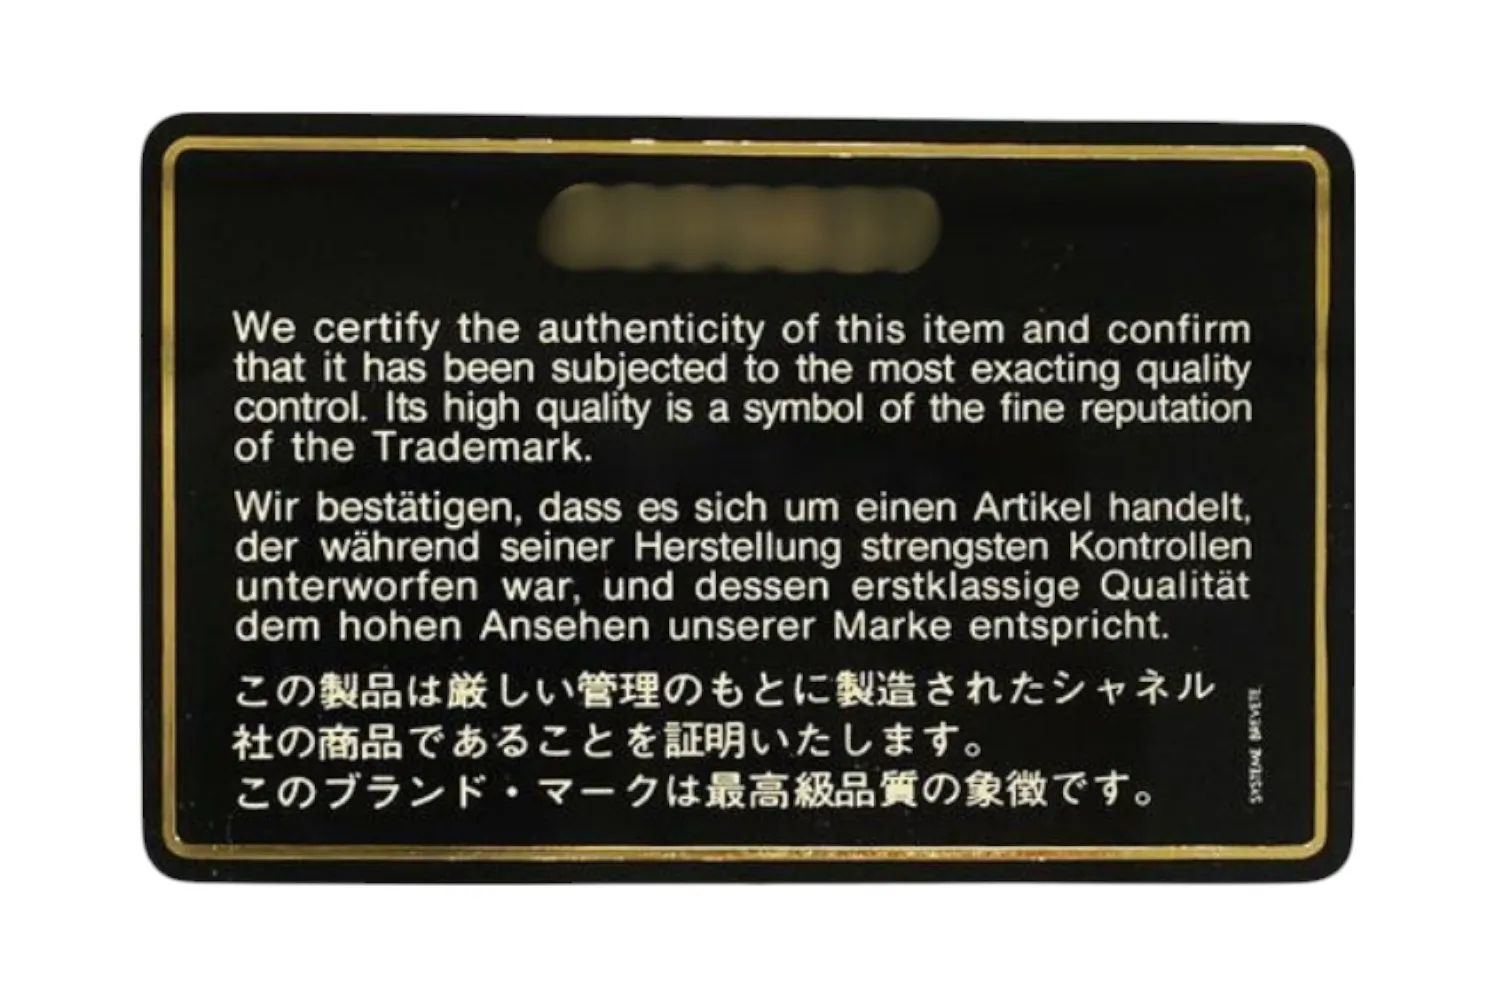 We certify the authenticity of this item and confirm
that it has been subjected to the most exacting quality
control. Its high quality is a symbol of the fine reputation
of the Trademark.
Wir bestätigen, dass es sich um einen Artikel handelt,
der während seiner Herstellung strengsten Kontrollen
unterworfen war, und dessen erstklassige Qualität
dem hohen Ansehen unserer Marke entspricht.
この製品は厳しい管理のもとに製造されたシャネル
社の商品であることを証明いたします。
このブランド・マークは最高級品質の象徴です。
SYSTEME BREVETE.